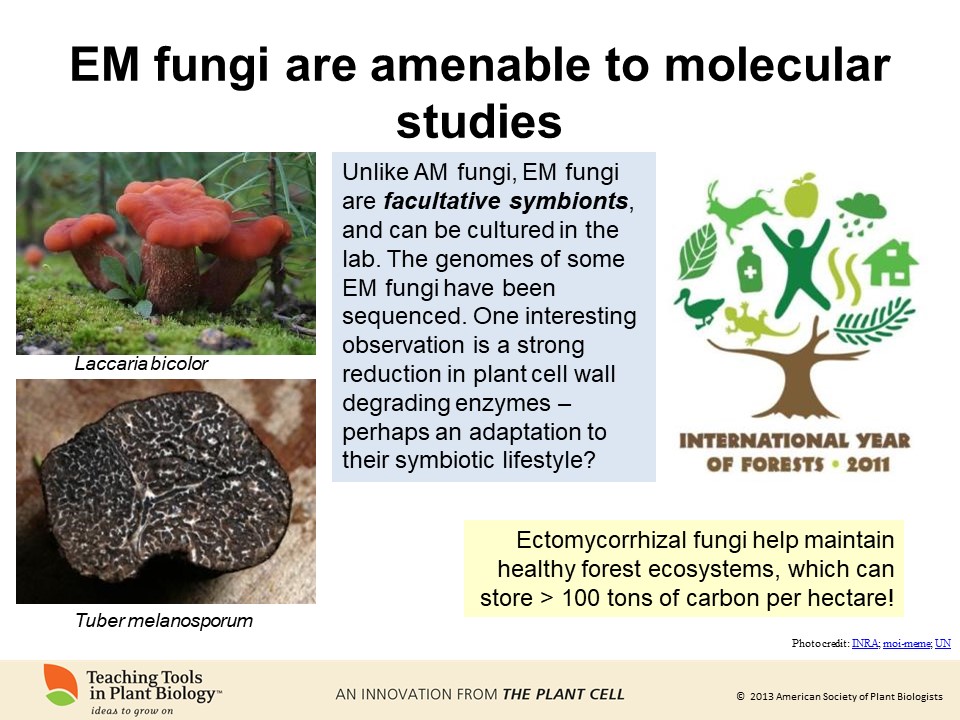 EM fungi are amenable to molecular
studies
Laccaria bicolor
Tuber melanosporum
Unlike AM fungi, EM fungi
are facultative symbionts,
and can be cultured in the
lab. The genomes of some
EM fungi have been
sequenced. One interesting
observation is a strong
reduction in plant cell wall
degrading enzymes –
perhaps an adaptation to
their symbiotic lifestyle?
INTERNATIONAL YEAR
OF FORESTS • 2011
Ectomycorrhizal fungi help maintain
healthy forest ecosystems, which can
store > 100 tons of carbon per hectare!
Photo credit: INRA; moi-meme; UN
Teaching Tools
in Plant Biology™
ideas to grow on
AN INNOVATION FROM THE PLANT CELL
© 2013 American Society of Plant Biologists